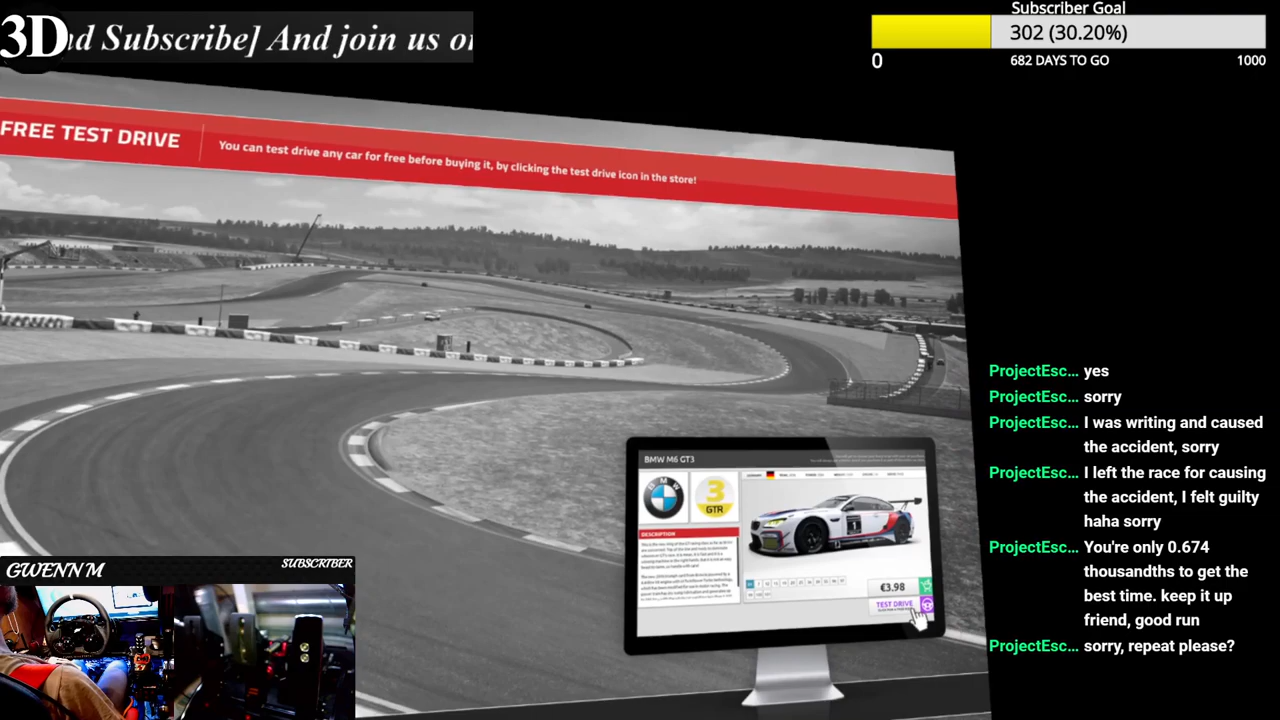 3D
nd Subscribe] And join us o
Subscriber Goal
302 (30.20%)
0
682 DAYS TO GO
1000
FREE TEST DRIVE
You can test drive any car for free before buying it, by clicking the test drive icon in the store!
ProjectEsc... yes
ProjectEsc... sorry
ProjectEsc... I was writing and caused
the accident, sorry
ProjectEsc... I left the race for causing
the accident, I felt guilty
haha sorry
ProjectEsc... You had only 0.674
thousandths to get the
best time. keep it up
friend, good run
ProjectEsc... sorry, repeat please?
BMW M6 GT3
BMW
3
GTR
DESCRIPTION
€3.98
TEST DRIVE
GWENN M
SUBSCRIBER